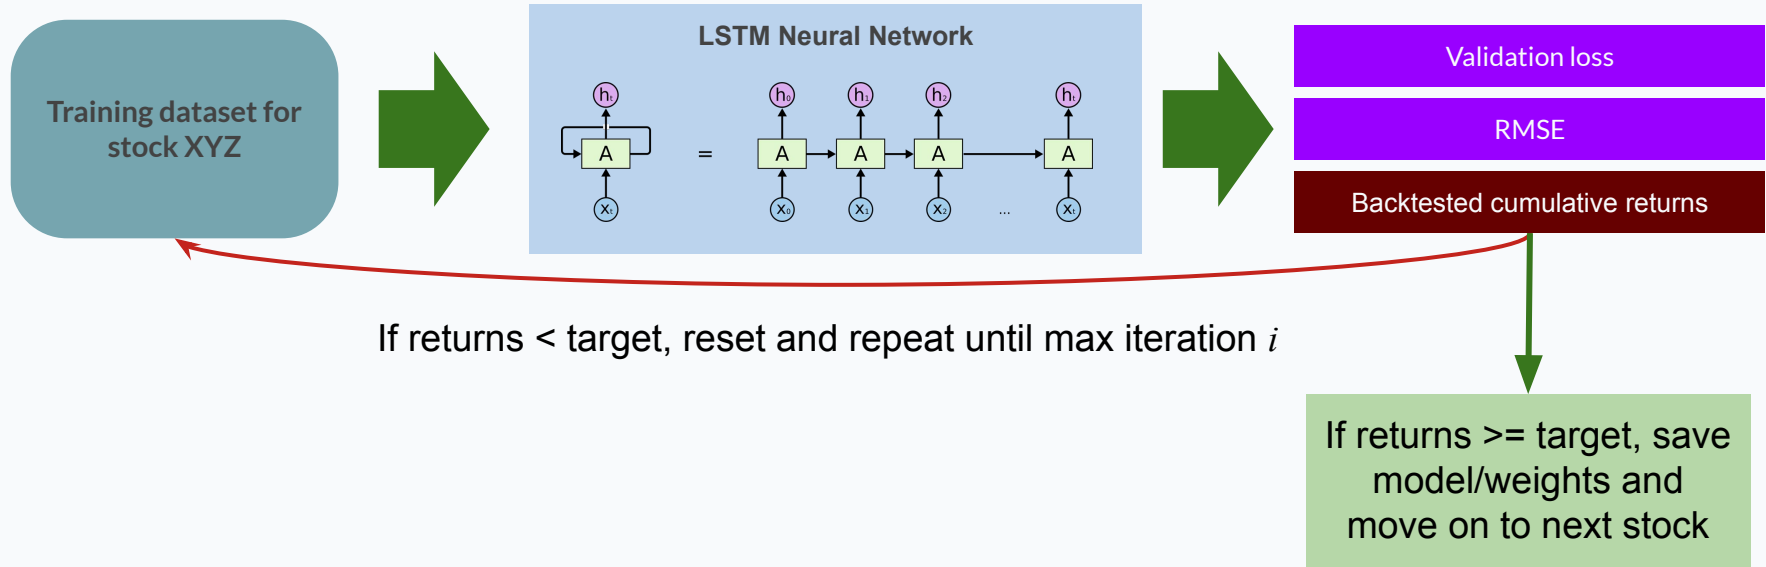 Training dataset for
stock XYZ
LSTM Neural Network
hₜ
h₀ h₁ h₂ hₜ
A = A A A A
xₜ
x₀ x₁ x₂ ... xₜ
Validation loss
RMSE
Backtested cumulative returns
If returns < target, reset and repeat until max iteration i
If returns >= target, save
model/weights and
move on to next stock